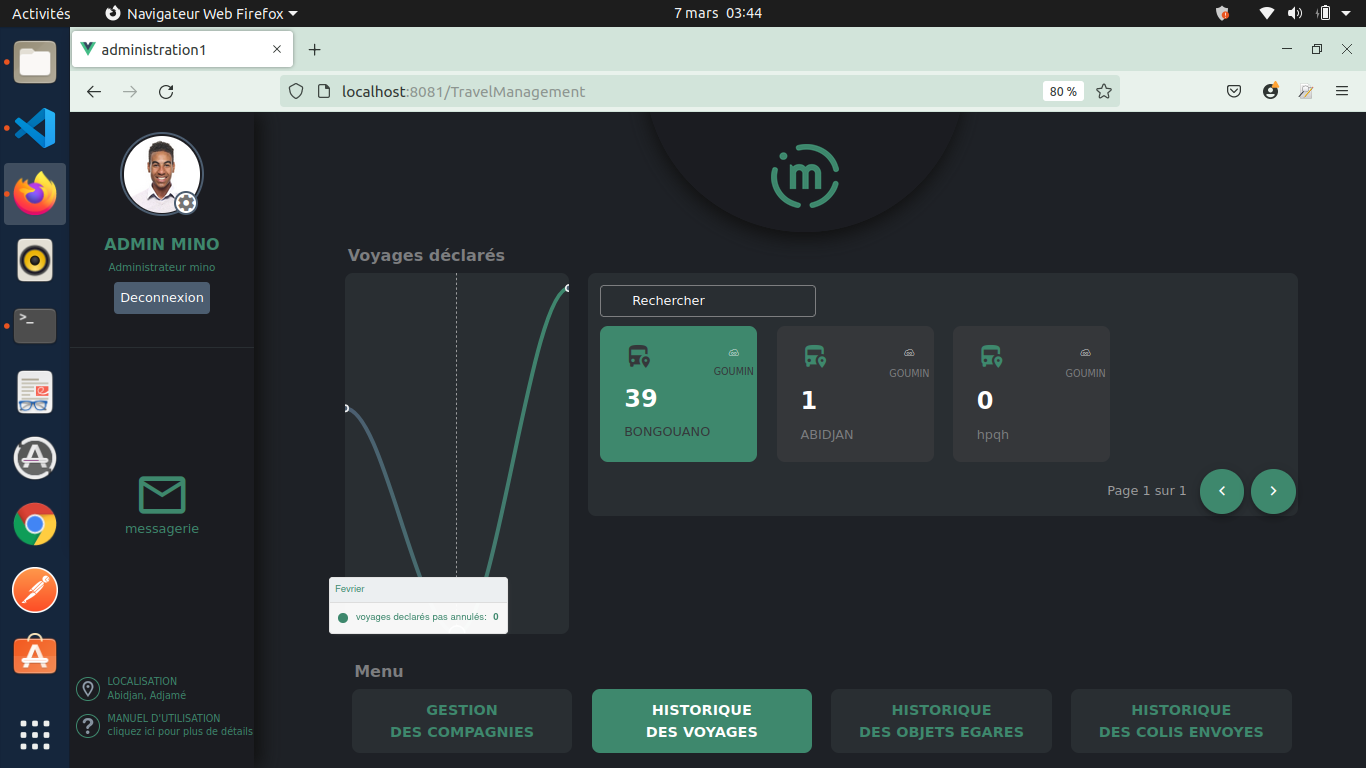 Activités
Navigateur Web Firefox
7 mars 03:44
administration1
localhost:8081/TravelManagement
80 %
ADMIN MINO
Administrateur mino
Deconnexion
messagerie
LOCALISATION
Abidjan, Adjamé
MANUEL D'UTILISATION
cliquez ici pour plus de détails
m
Voyages déclarés
Fevrier
voyages declarés pas annulés: 0
Rechercher
GOUMIN
39
BONGOUANO
GOUMIN
1
ABIDJAN
GOUMIN
0
hpqh
Page 1 sur 1
Menu
GESTION
DES COMPAGNIES
HISTORIQUE
DES VOYAGES
HISTORIQUE
DES OBJETS EGARES
HISTORIQUE
DES COLIS ENVOYES